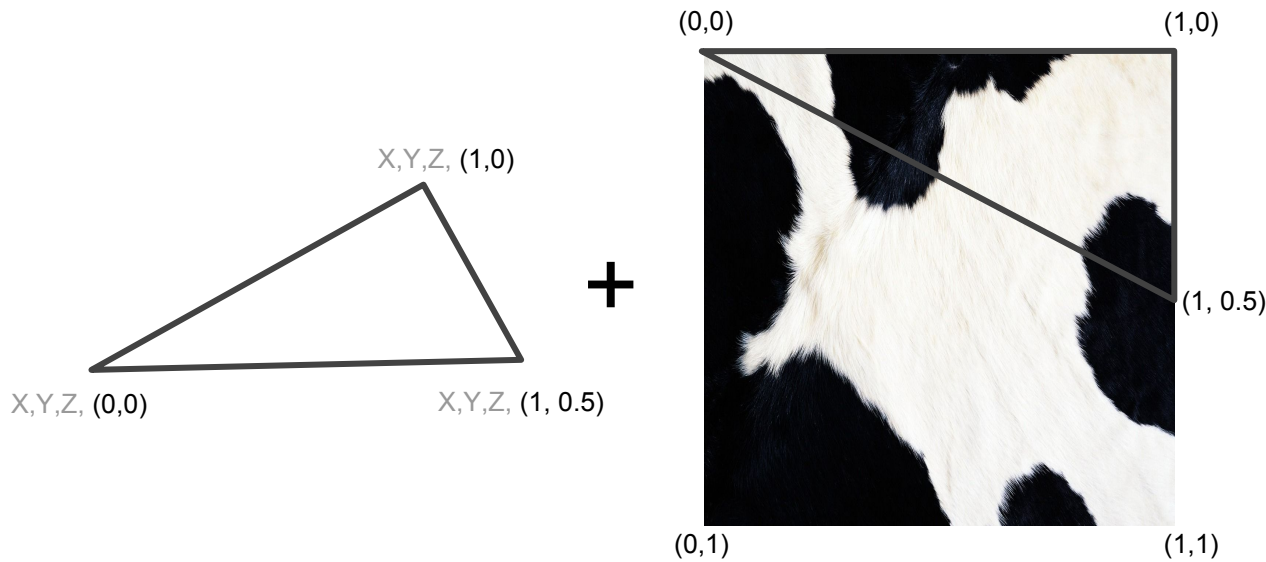 (0,0)
(1,0)
X,Y,Z, (1,0)
+
(1, 0.5)
X,Y,Z, (0,0)
X,Y,Z, (1, 0.5)
(0,1)
(1,1)